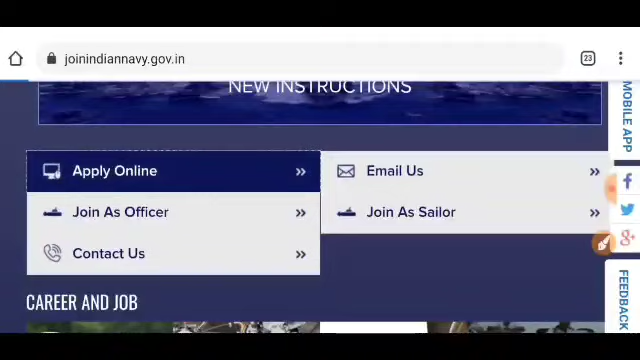 joinindiannavy.gov.in
23
NEW INSTRUCTIONS
MOBILE APP
Apply Online
Email Us
Join As Officer
Join As Sailor
Contact Us
CAREER AND JOB
FEEDBACK